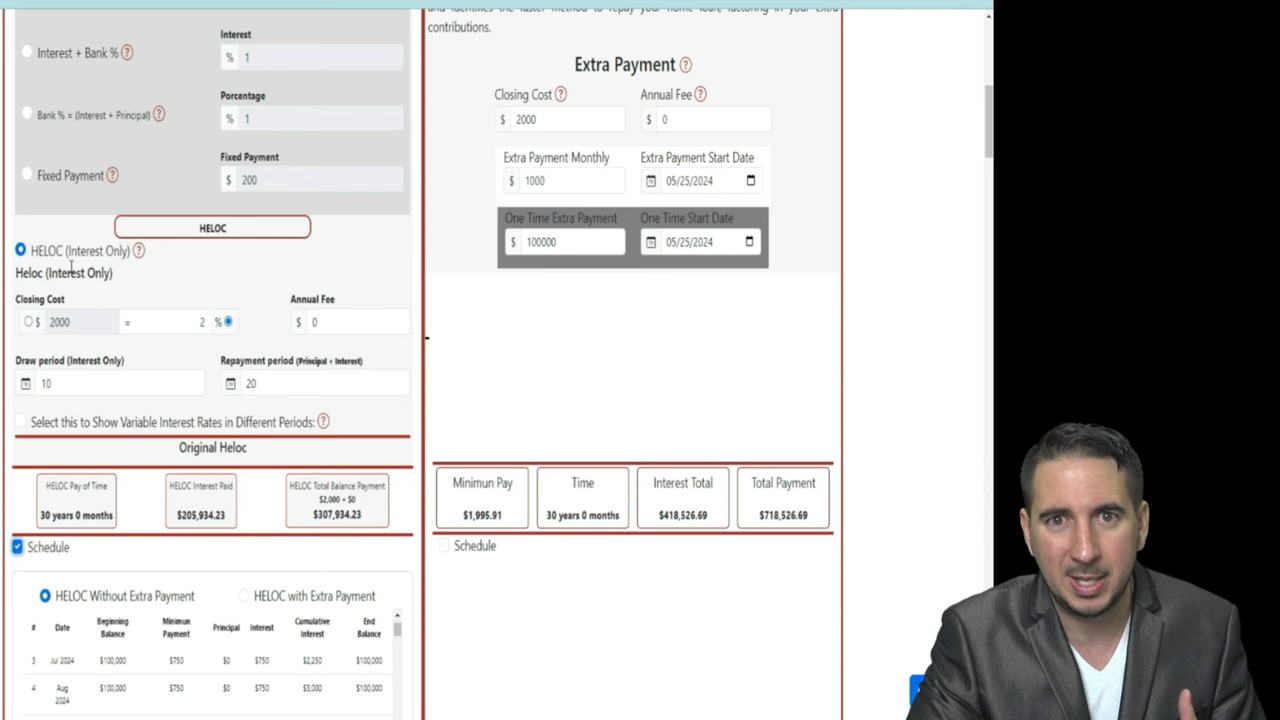 and identifies the faster method to repay your home loan, factoring in your extra
contributions.
Interest
Interest + Bank % ?
% 1
Porcentage
Bank % = (Interest + Principal) ?
% 1
Fixed Payment
Fixed Payment ?
$ 200
HELOC
HELOC (Interest Only) ?
Heloc (Interest Only)
Closing Cost
Annual Fee
$ 2000 = 2 %
$ 0
Draw period (Interest Only)
Repayment period (Principal + Interest)
10
20
Select this to Show Variable Interest Rates in Different Periods: ?
Original Heloc
HELOC Pay of Time
30 years 0 months
HELOC Interest Paid
$205,934.23
HELOC Total Balance Payment
$2,000 + $0
$307,934.23
Schedule
HELOC Without Extra Payment
HELOC with Extra Payment
# Date Beginning Balance Minimun Payment Principal Interest Cumulative Interest End Balance
3 Jul 2024 $100,000 $750 $0 $750 $2,250 $100,000
4 Aug 2024 $100,000 $750 $0 $750 $3,000 $100,000
Extra Payment ?
Closing Cost ?
Annual Fee ?
$ 2000
$ 0
Extra Payment Monthly
Extra Payment Start Date
$ 1000
05/25/2024
One Time Extra Payment
One Time Start Date
$ 100000
05/25/2024
Minimun Pay
$1,995.91
Time
30 years 0 months
Interest Total
$418,526.69
Total Payment
$718,526.69
Schedule